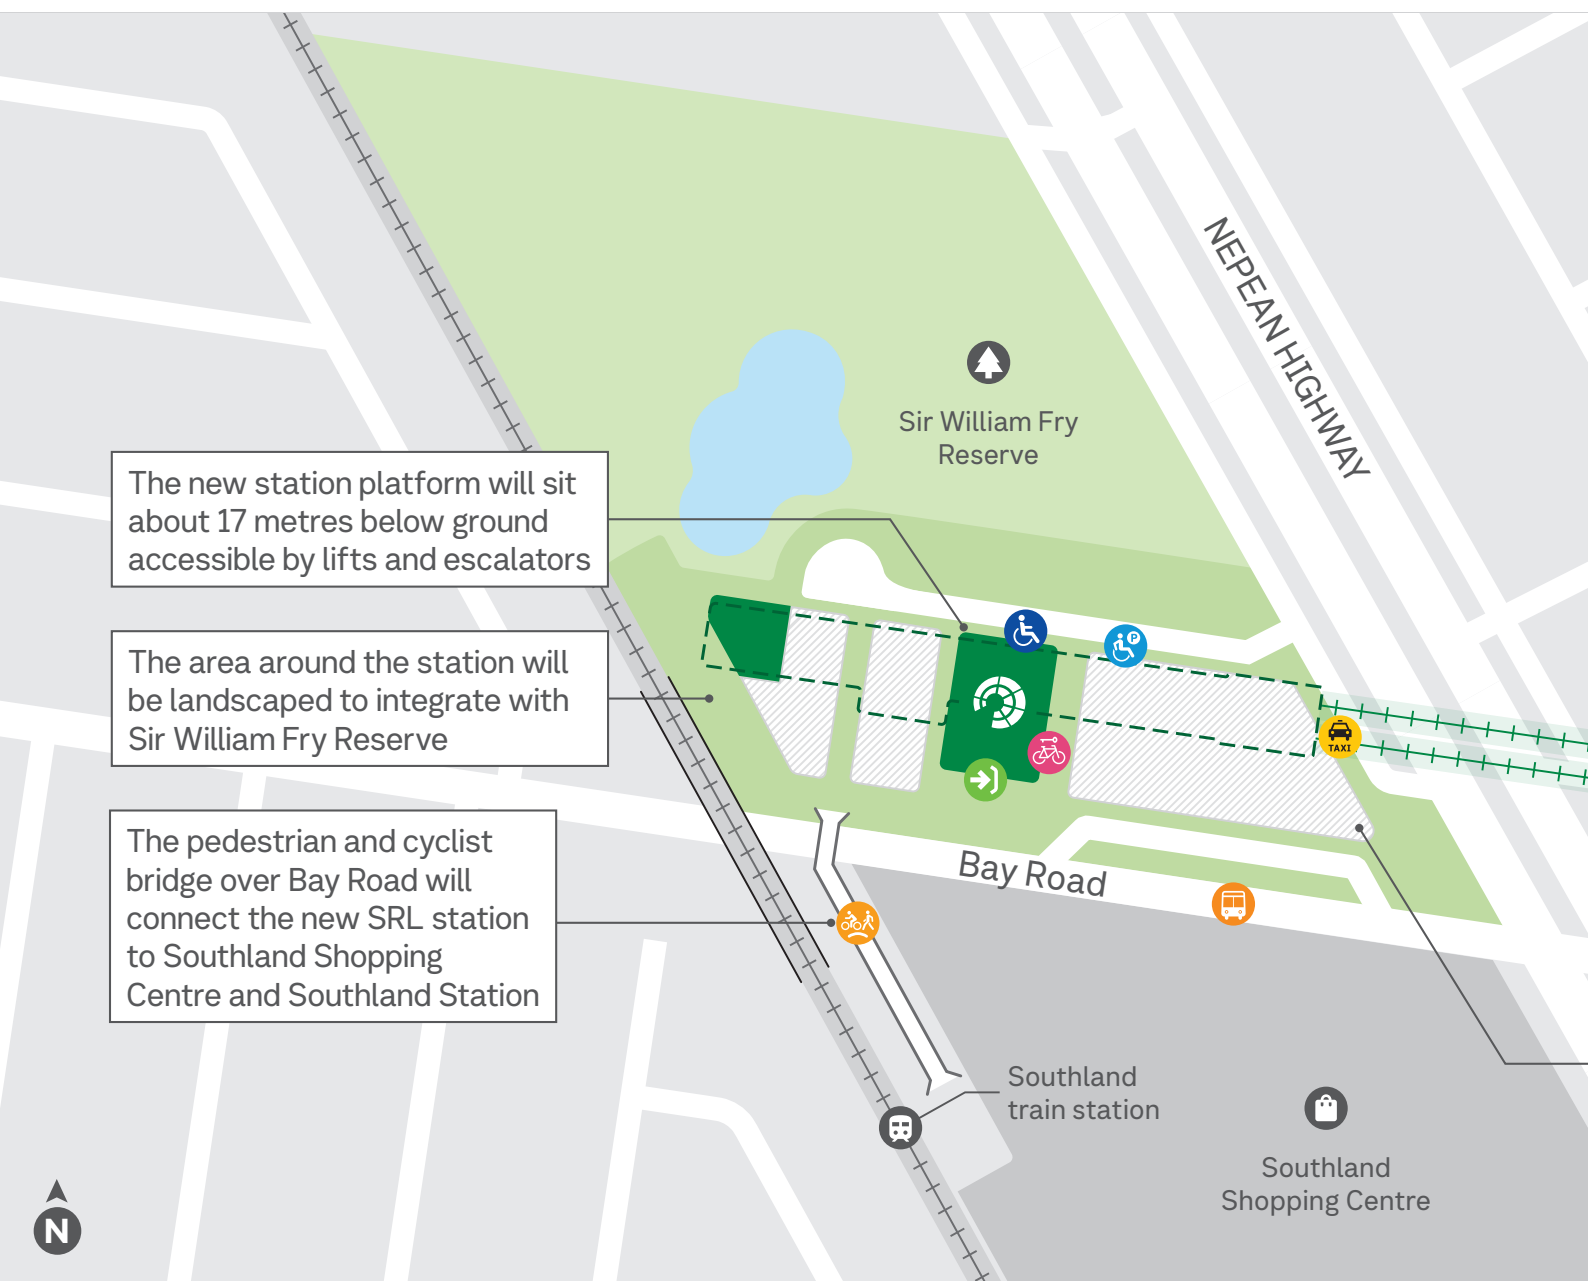 NEPEAN HIGHWAY
Sir William Fry
Reserve
The new station platform will sit
about 17 metres below ground
accessible by lifts and escalators
The area around the station will
be landscaped to integrate with
Sir William Fry Reserve
P
TAXI
The pedestrian and cyclist
bridge over Bay Road will
connect the new SRL station
to Southland Shopping
Centre and Southland Station
Bay Road
Southland
train station
Southland
Shopping Centre
N